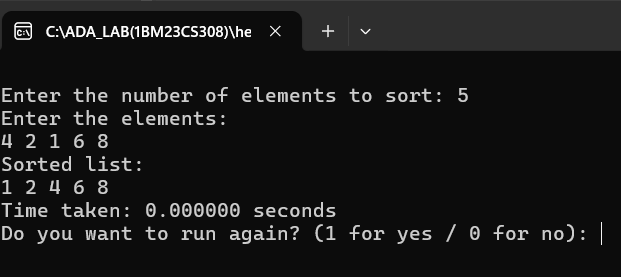 C:\ADA_LAB(1BM23CS308)\he
Enter the number of elements to sort: 5
Enter the elements:
4 2 1 6 8
Sorted list:
1 2 4 6 8
Time taken: 0.000000 seconds
Do you want to run again? (1 for yes / 0 for no):